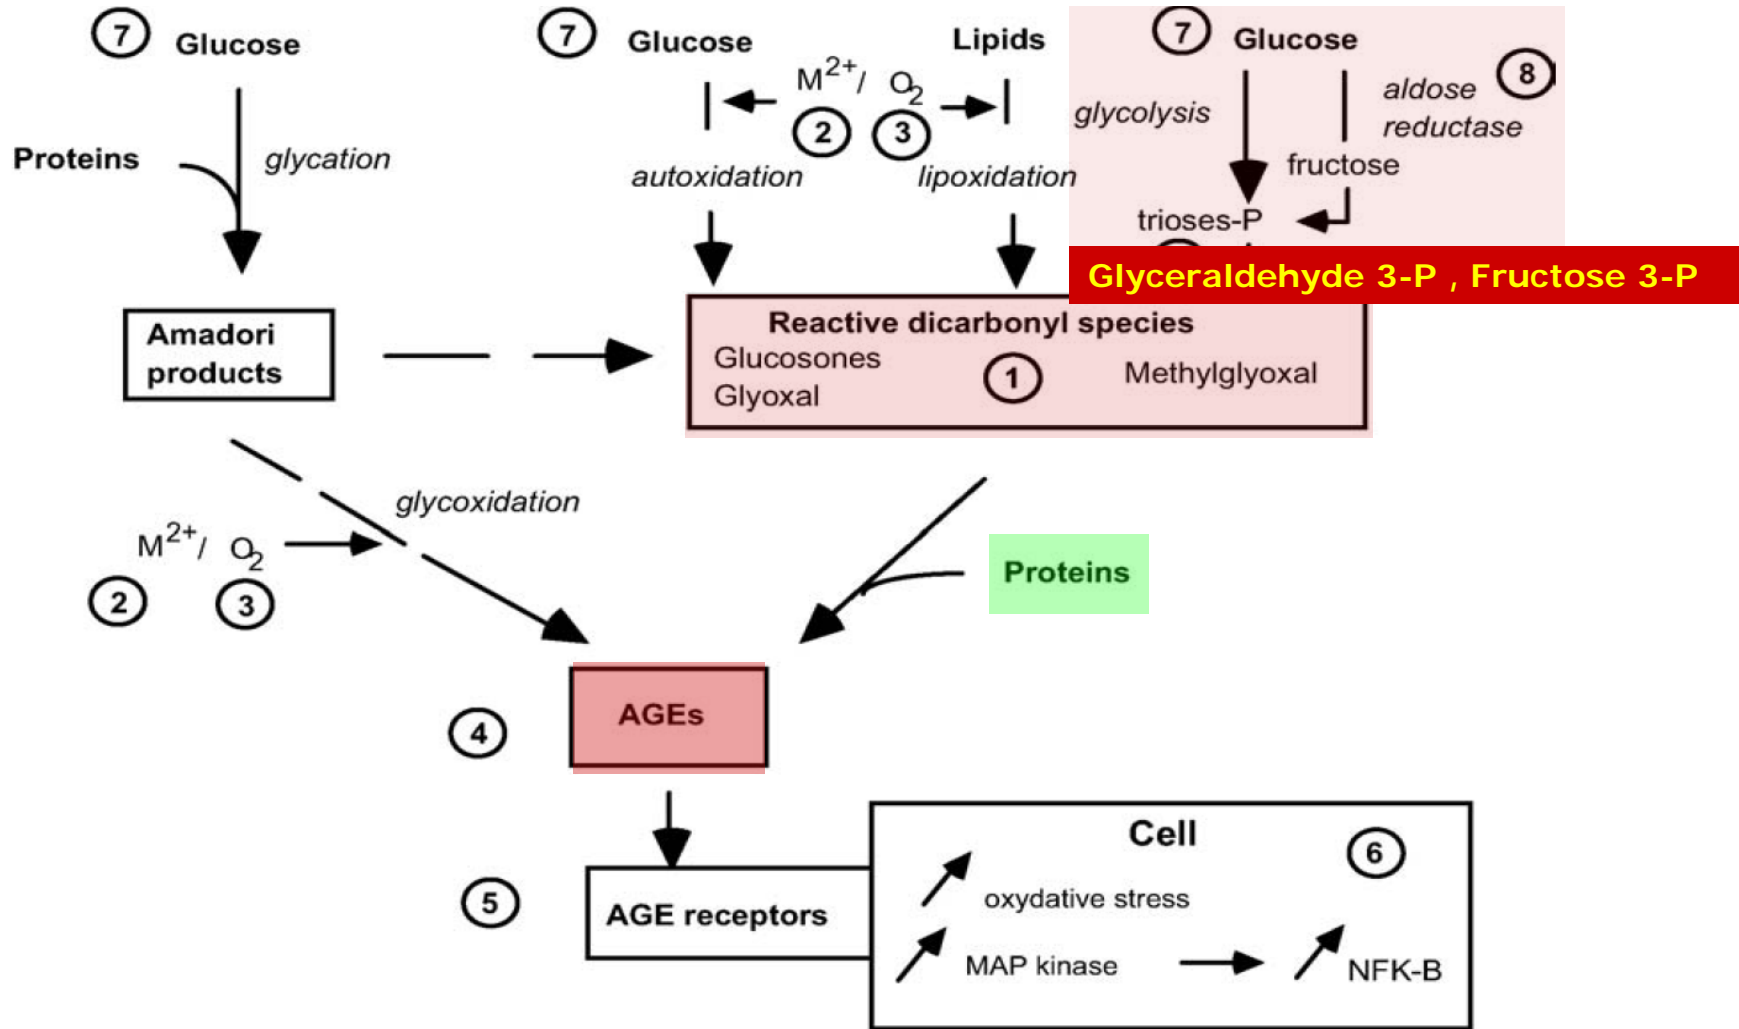 7 Glucose
Proteins
glycation
Amadori
products
7 Glucose
Lipids
M2+/ O2
2 3
autoxidation
lipoxidation
7 Glucose
8
glycolysis
aldose
reductase
fructose
trioses-P
Glyceraldehyde 3-P , Fructose 3-P
Reactive dicarbonyl species
Glucosones
Glyoxal
1
Methylglyoxal
glycoxidation
M2+/ O2
2 3
Proteins
4
AGEs
5
AGE receptors
Cell
6
oxydative stress
MAP kinase
NFK-B